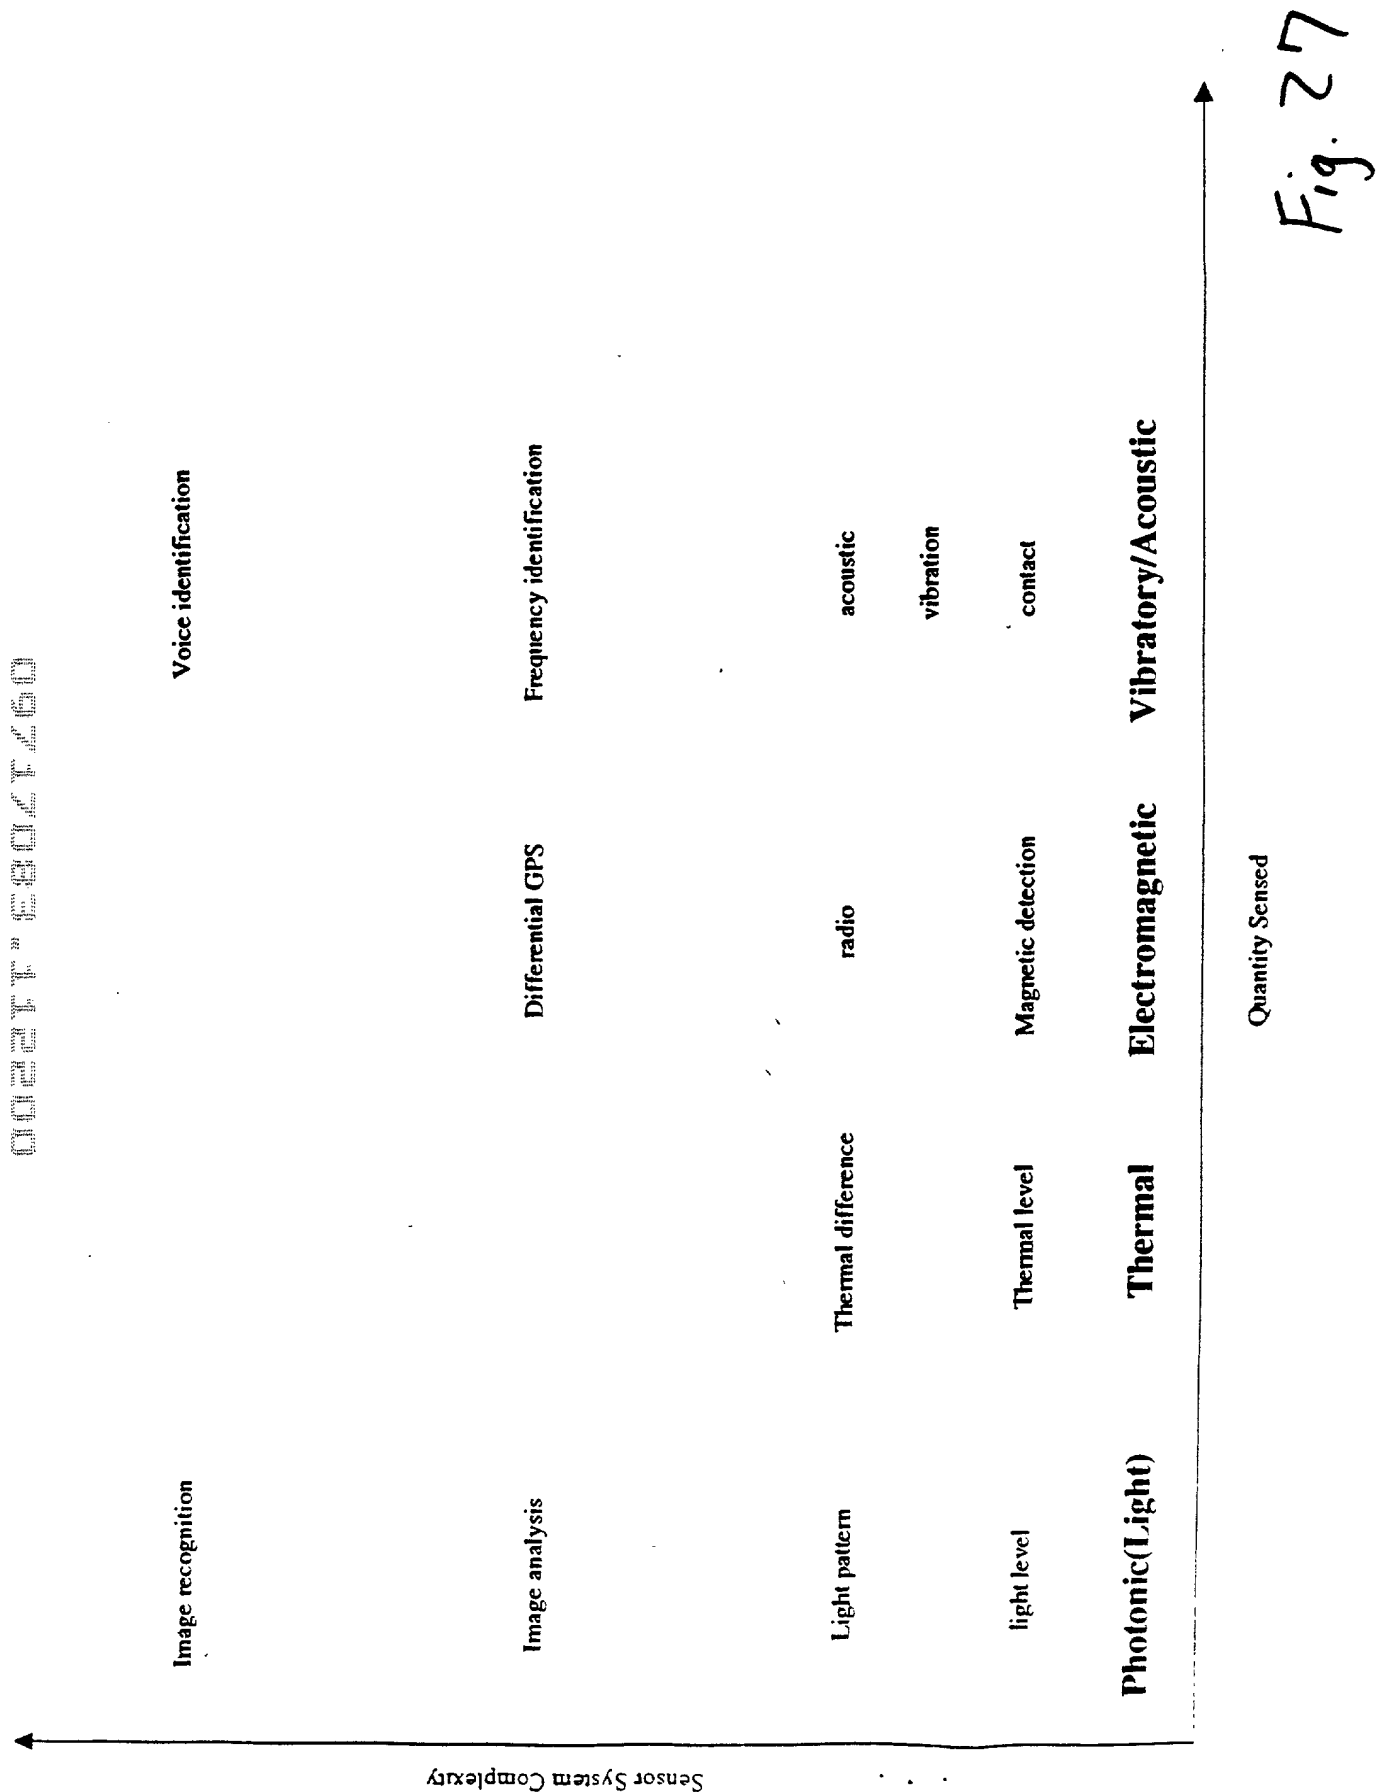 Sensor System Complexity
Image recognition
Voice identification
Image analysis
Differential GPS
Frequency identification
Light pattern
Thermal difference
radio
acoustic
vibration
light level
Thermal level
Magnetic detection
contact
Photonic(Light)
Thermal
Electromagnetic
Vibratory/Acoustic
Quantity Sensed
Fig. 27